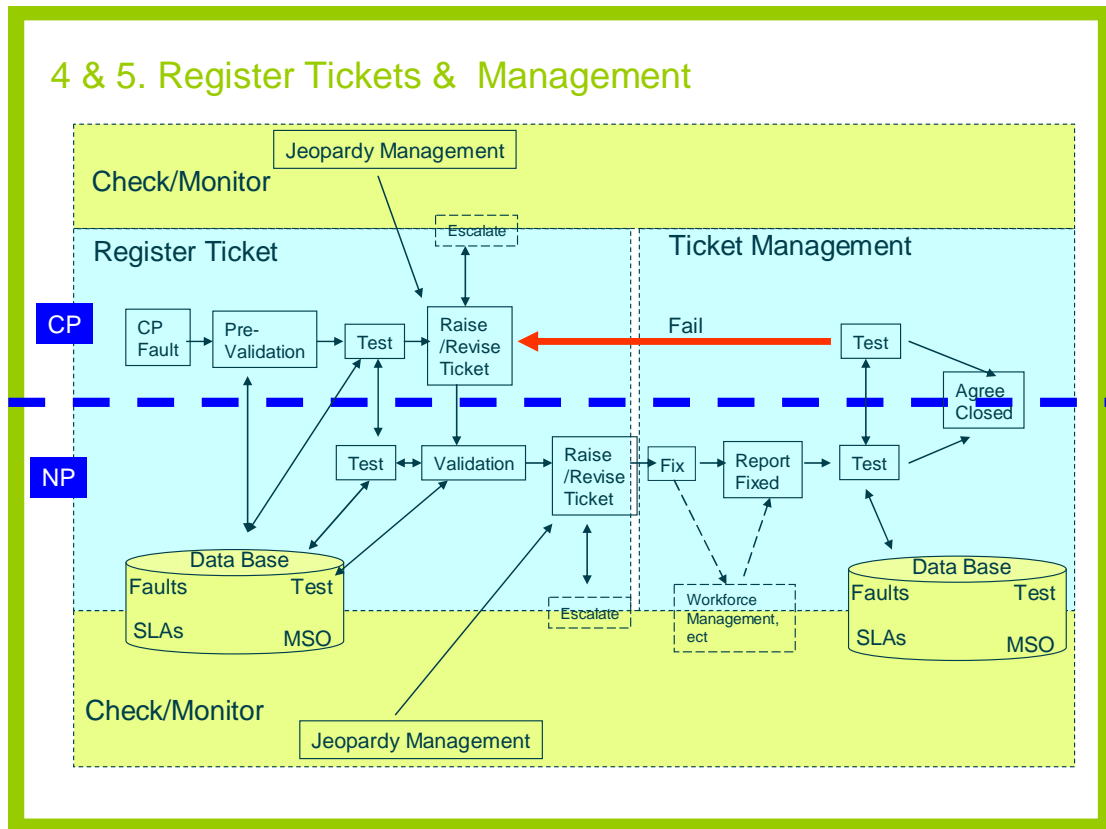 4 & 5. Register Tickets & Management
Jeopardy Management
Check/Monitor
Escalate
Register Ticket
Ticket Management
CP
CP
Fault
Pre-
Validation
Test
Raise
/Revise
Ticket
Fail
Test
Agree
Closed
NP
Test
Validation
Raise
/Revise
Ticket
Fix
Report
Fixed
Test
Data Base
Faults
Test
SLAs
MSO
Escalate
Workforce
Management,
ect
Data Base
Faults
Test
SLAs
MSO
Check/Monitor
Jeopardy Management